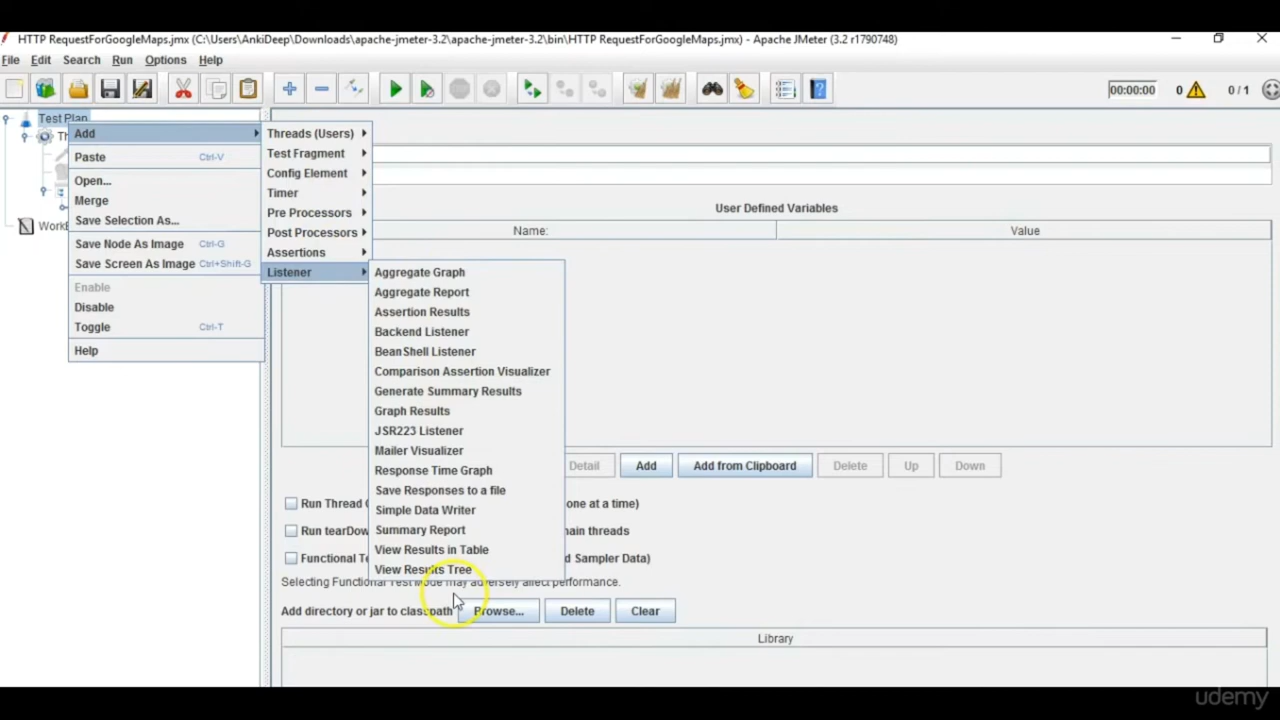 HTTP RequestForGoogleMaps.jmx (C:\Users\AnkiDeep\Downloads\apache-jmeter-3.2\apache-jmeter-3.2\bin\HTTP RequestForGoogleMaps.jmx) - Apache JMeter (3.2 r1790748)
File Edit Search Run Options Help
00:00:00 0 0 / 1
Test Plan
Add
Paste Ctrl-V
Open...
Merge
Save Selection As...
Save Node As Image Ctrl-G
Save Screen As Image Ctrl+Shift-G
Enable
Disable
Toggle Ctrl-T
Help
Threads (Users)
Test Fragment
Config Element
Timer
Pre Processors
Post Processors
Assertions
Listener
Aggregate Graph
Aggregate Report
Assertion Results
Backend Listener
BeanShell Listener
Comparison Assertion Visualizer
Generate Summary Results
Graph Results
JSR223 Listener
Mailer Visualizer
Response Time Graph
Save Responses to a file
Simple Data Writer
Summary Report
View Results in Table
View Results Tree
User Defined Variables
Name: Value
Detail Add Add from Clipboard Delete Up Down
Run Thread one at a time)
Run tearDow ain threads
Functional Te d Sampler Data)
Selecting Functional Test Mode may adversely affect performance.
Add directory or jar to classpath Browse... Delete Clear
Library
udemy